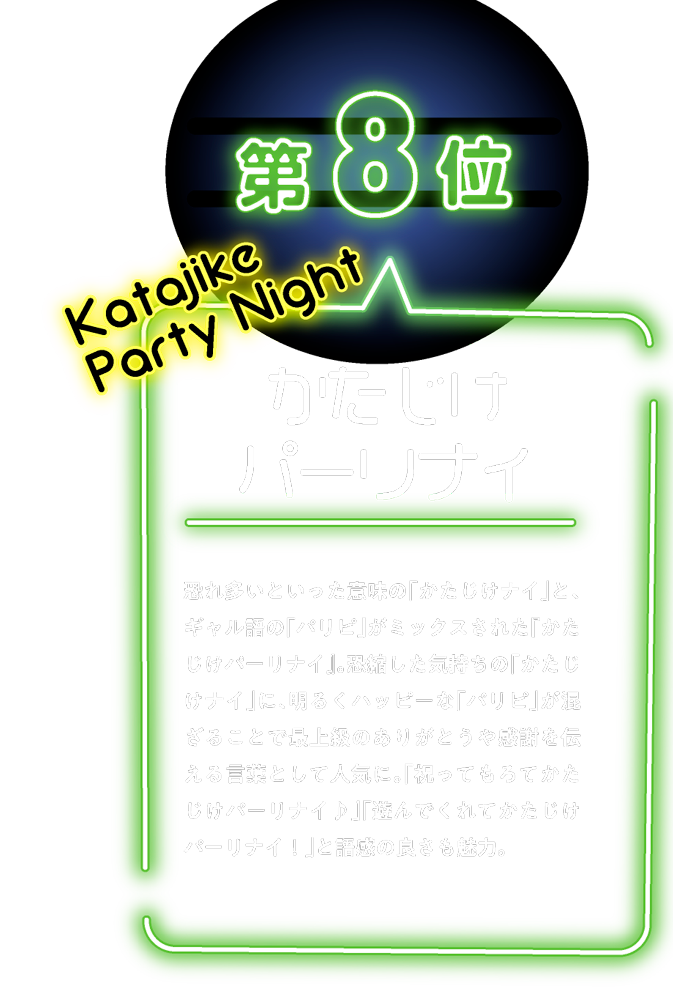 第8位
Katajike
Party Night
かたじけ
パーリナイ
恐れ多いといった意味の「かたじけナイ」と、
ギャル語の「パリピ」がミックスされた「かた
じけパーリナイ」。恐縮した気持ちの「かたじ
けナイ」に、明るくハッピーな「パリピ」が混
ざることで最上級のありがとうや感謝を伝
える言葉として人気に。「祝ってもろてかた
じけパーリナイ♪」「遊んでくれてかたじけ
パーリナイ！」と語感の良さも魅力。